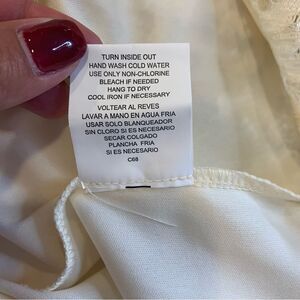 TURN INSIDE OUT
HAND WASH COLD WATER
USE ONLY NON-CHLORINE
BLEACH IF NEEDED
HANG TO DRY
COOL IRON IF NECESSARY
VOLTEAR AL REVES
LAVAR A MANO EN AGUA FRIA
USAR SOLO BLANQUEADOR
SIN CLORO SI ES NECESARIO
SECAR COLGADO
PLANCHA FRIA
SI ES NECESARIO
C68